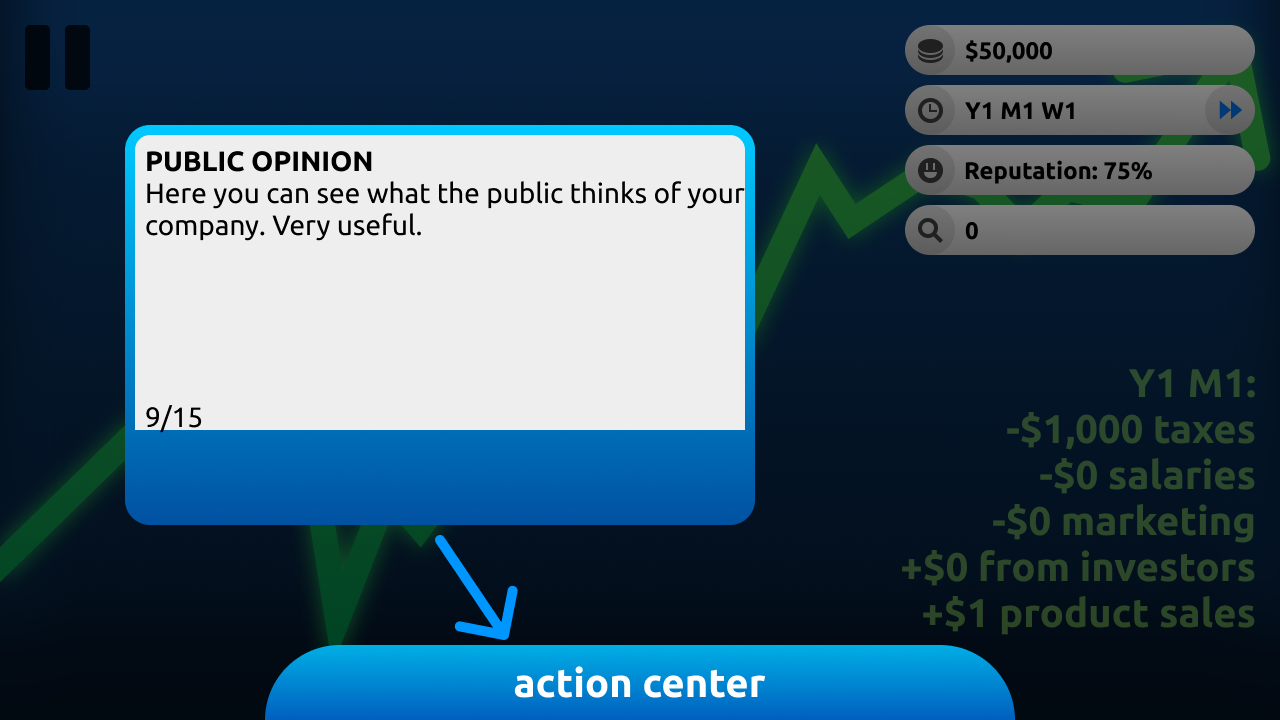 $50,000
Y1 M1 W1
Reputation: 75%
0
PUBLIC OPINION
Here you can see what the public thinks of your
company. Very useful.
9/15
Y1 M1:
-$1,000 taxes
-$0 salaries
-$0 marketing
+$0 from investors
+$1 product sales
action center